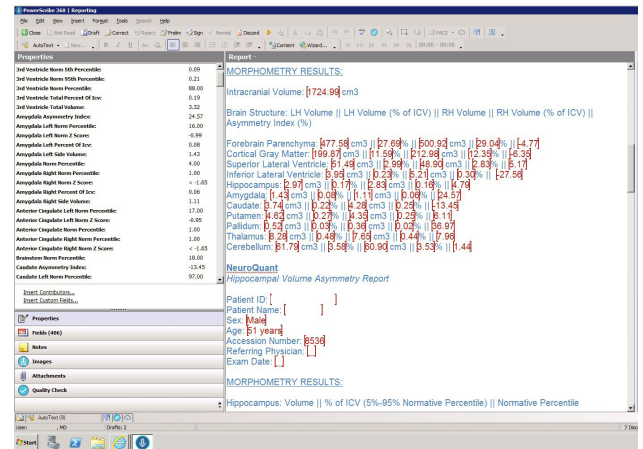 PowerScribe 360 | Reporting
File Edit View Insert Format Tools Speech Help
Close Draft Correct Reject Prelim Sign Normal Discard PACS
AutoText New... B I U Content Wizard... 00:00 - 00:00
Properties
3rd Ventricle Norm 5th Percentile: 0.09
3rd Ventricle Norm 95th Percentile: 0.21
3rd Ventricle Norm Percentile: 88.00
3rd Ventricle Total Percent Of Icv: 0.19
3rd Ventricle Total Volume: 3.32
Amygdala Asymmetry Index: 24.57
Amygdala Left Norm Percentile: 16.00
Amygdala Left Norm Z Score: -0.99
Amygdala Left Percent Of Icv: 0.08
Amygdala Left Side Volume: 1.43
Amygdala Norm Percentile: 4.00
Amygdala Right Norm Percentile: 1.00
Amygdala Right Norm Z Score: < -1.65
Amygdala Right Percent Of Icv: 0.06
Amygdala Right Side Volume: 1.11
Anterior Cingulate Left Norm Percentile: 17.00
Anterior Cingulate Left Norm Z Score: -0.95
Anterior Cingulate Norm Percentile: 1.00
Anterior Cingulate Right Norm Percentile: 1.00
Anterior Cingulate Right Norm Z Score: < -1.65
Brainstem Norm Percentile: 18.00
Caudate Asymmetry Index: -13.45
Caudate Left Norm Percentile: 97.00
Insert Contributors...
Insert Custom Fields...
Properties
Fields (406)
Notes
Images
Attachments
Quality Check
Report -
MORPHOMETRY RESULTS:
Intracranial Volume: [1724.99] cm3
Brain Structure: LH Volume || LH Volume (% of ICV) || RH Volume || RH Volume (% of ICV) ||
Asymmetry Index (%)
Forebrain Parenchyma: [477.58] cm3 || [27.69]% || [500.92] cm3 || [29.04]% || [-4.77]
Cortical Gray Matter: [199.87] cm3 || [11.59]% || [212.98] cm3 || [12.35]% || [-6.35]
Superior Lateral Ventricle: [51.49] cm3 || [2.99]% || [48.90] cm3 || [2.83]% || [5.17]
Inferior Lateral Ventricle: [3.95] cm3 || [0.23]% || [5.21] cm3 || [0.30]% || [-27.56]
Hippocampus: [2.97] cm3 || [0.17]% || [2.83] cm3 || [0.16]% || [4.79]
Amygdala: [1.43] cm3 || [0.08]% || [1.11] cm3 || [0.06]% || [24.57]
Caudate: [3.74] cm3 || [0.22]% || [4.28] cm3 || [0.25]% || [-13.45]
Putamen: [4.62] cm3 || [0.27]% || [4.35] cm3 || [0.25]% || [6.11]
Pallidum: [0.52] cm3 || [0.03]% || [0.36] cm3 || [0.02]% || [36.97]
Thalamus: [8.28] cm3 || [0.48]% || [7.65] cm3 || [0.44]% || [7.96]
Cerebellum: [61.79] cm3 || [3.58]% || [60.90] cm3 || [3.53]% || [1.44]
NeuroQuant
Hippocampal Volume Asymmetry Report
Patient ID: [ ]
Patient Name: [ ]
Sex: [Male]
Age: [51 years]
Accession Number: [8536]
Referring Physician: [ ]
Exam Date: [ ]
MORPHOMETRY RESULTS:
Hippocampus: Volume || % of ICV (5%-95% Normative Percentile) || Normative Percentile
AutoText (9)
User: , MD Drafts: 2 7 Disc
Start